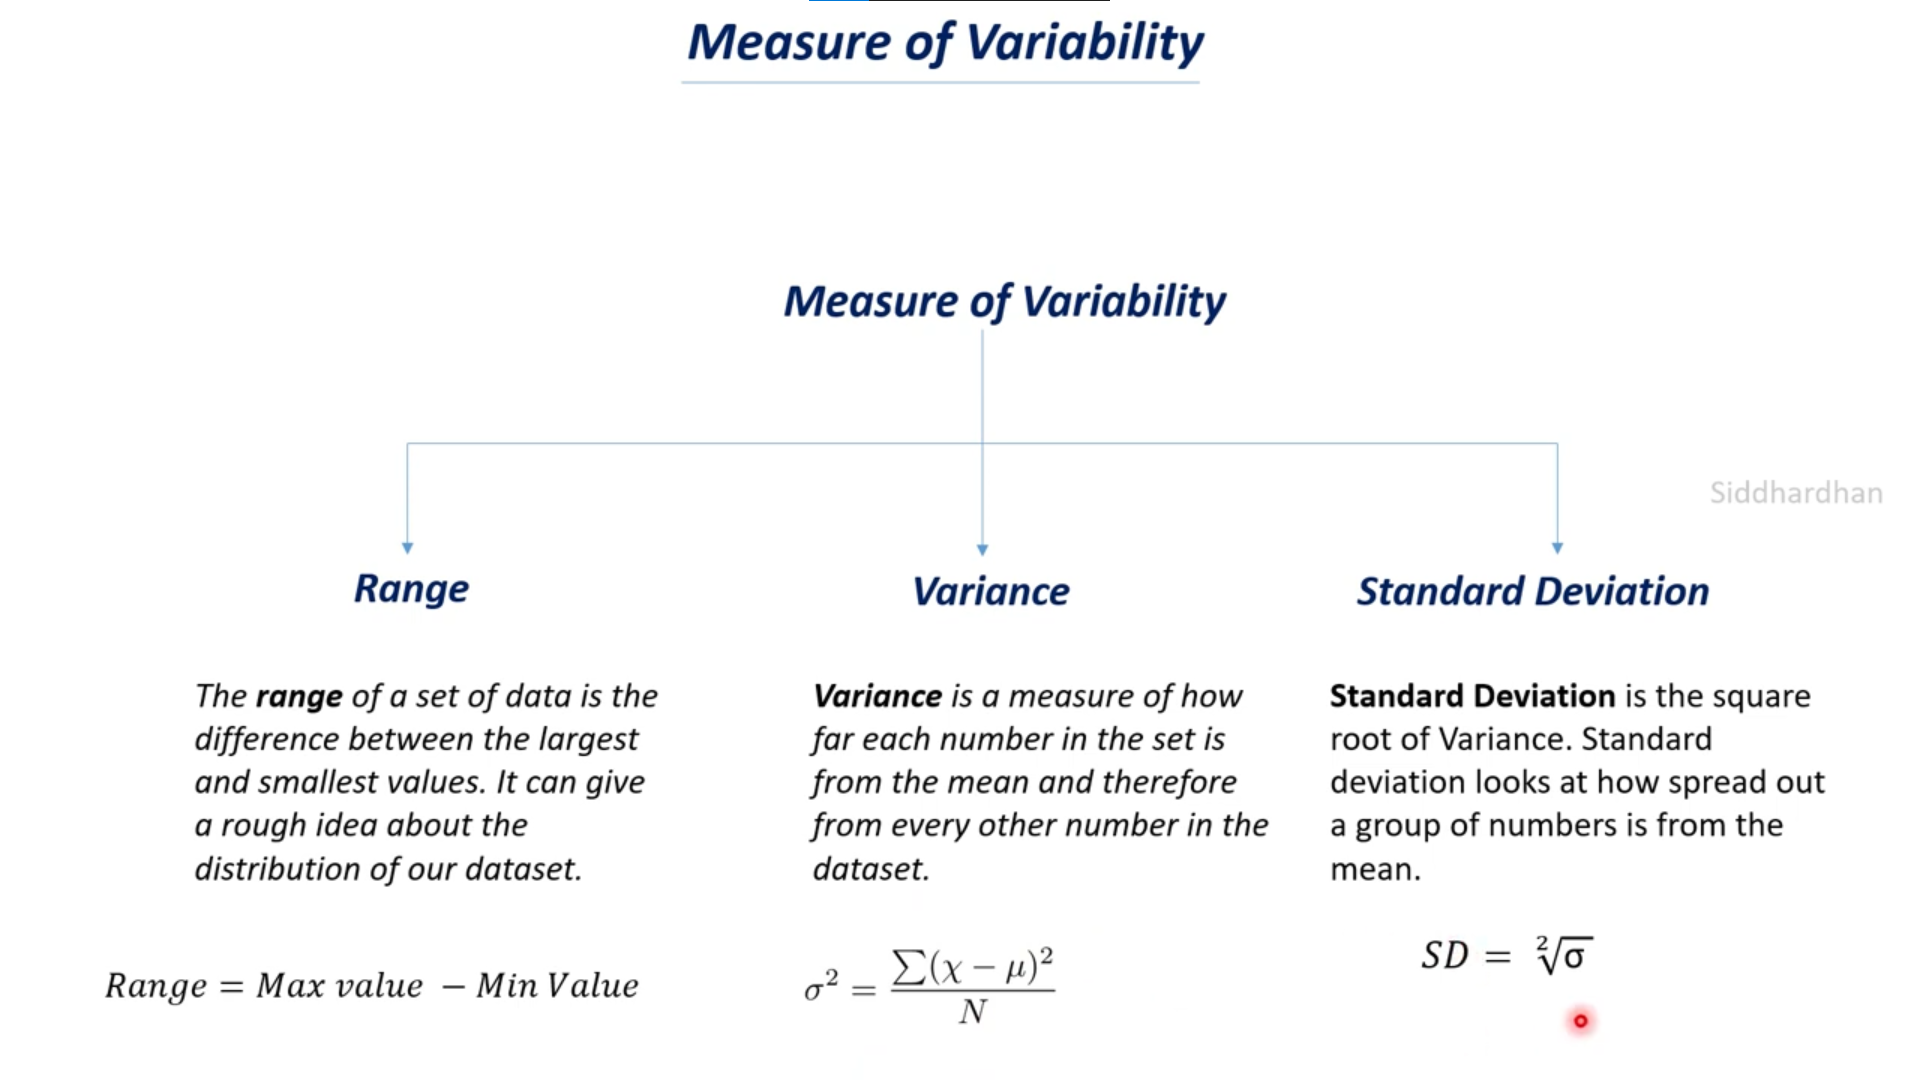 Measure of Variability
Measure of Variability
Siddhardhan
Range
Variance
Standard Deviation
The range of a set of data is the
difference between the largest
and smallest values. It can give
a rough idea about the
distribution of our dataset.
Range = Max value − Min Value
Variance is a measure of how
far each number in the set is
from the mean and therefore
from every other number in the
dataset.
σ² = ∑(χ − μ)² / N
Standard Deviation is the square
root of Variance. Standard
deviation looks at how spread out
a group of numbers is from the
mean.
SD = ²√σ